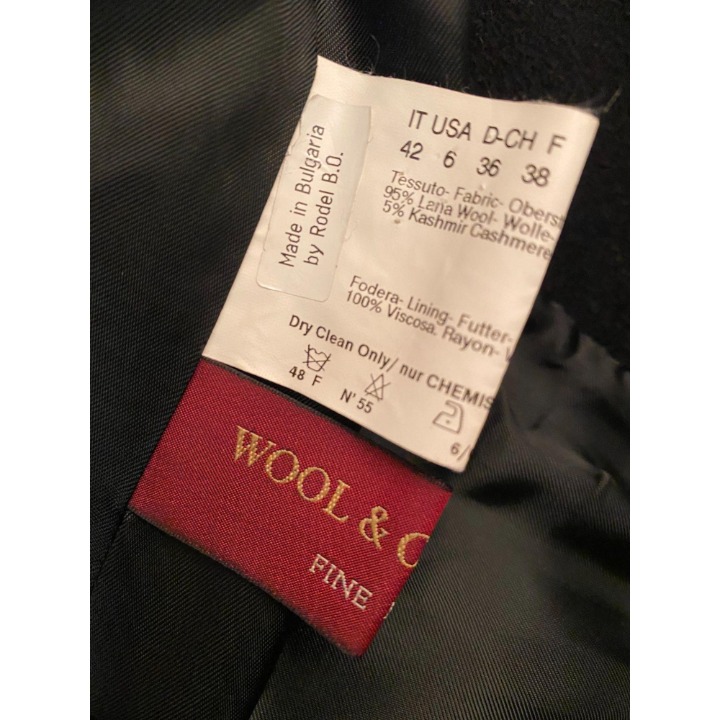 Made in Bulgaria
by Rodel B.O.
IT USA D-CH F
42 6 36 38
Tessuto- Fabric- Oberst
95% Lana Wool- Wolle-
5% Kashmir Cashmere
Fodera- Lining- Futter-
100% Viscosa. Rayon-
Dry Clean Only/ nur CHEMIS
48 F N'55
6/
WOOL & C
FINE